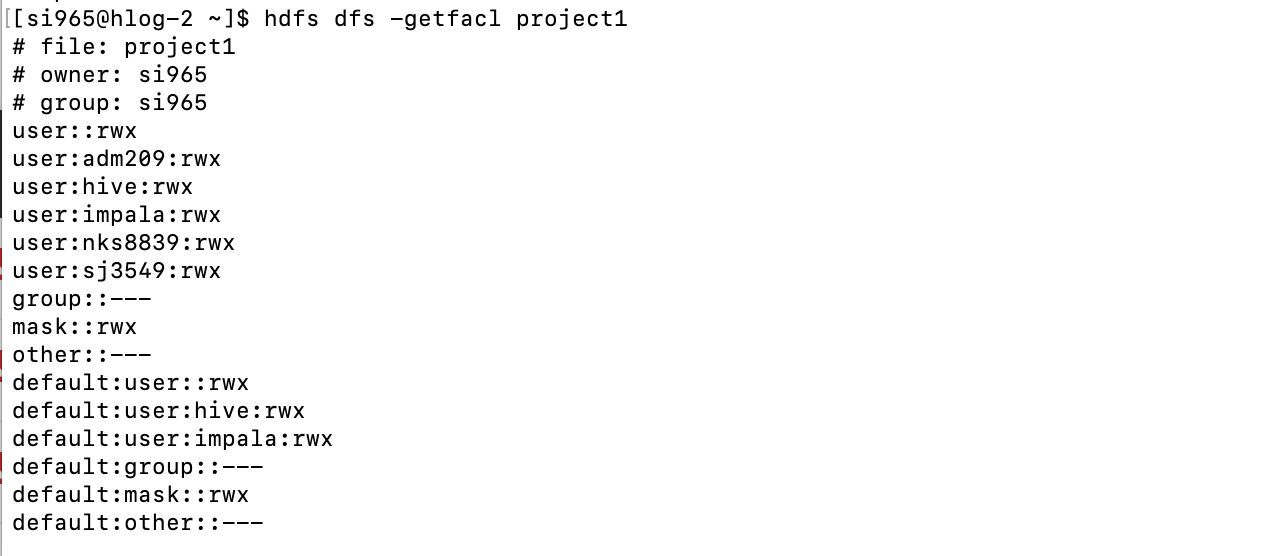 [[si965@hlog-2 ~]$ hdfs dfs -getfacl project1
# file: project1
# owner: si965
# group: si965
user::rwx
user:adm209:rwx
user:hive:rwx
user:impala:rwx
user:nks8839:rwx
user:sj3549:rwx
group::---
mask::rwx
other::---
default:user::rwx
default:user:hive:rwx
default:user:impala:rwx
default:group::---
default:mask::rwx
default:other::---